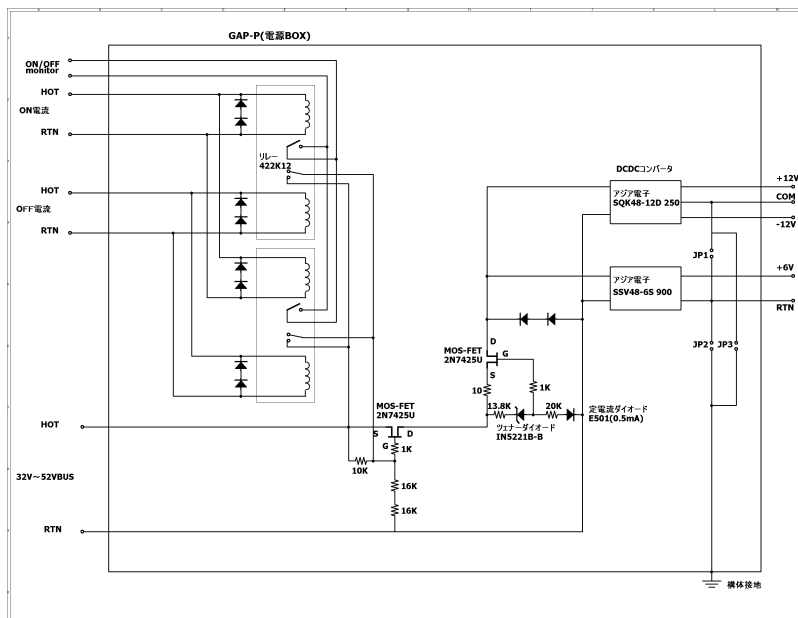 GAP-P(電源BOX)
ON/OFF
monitor
HOT
ON電流
RTN
リレー
422K12
HOT
OFF電流
RTN
DCDCコンバータ
アジア電子
SQK48-12D 250
+12V
COM
-12V
JP1
アジア電子
SSV48-6S 900
+6V
RTN
JP2
JP3
MOS-FET
2N7425U
D
G
S
10
1K
13.8K
20K
ツェナーダイオード
IN5221B-B
定電流ダイオード
E501(0.5mA)
MOS-FET
2N7425U
S
D
G
1K
10K
16K
16K
HOT
32V～52VBUS
RTN
構体接地